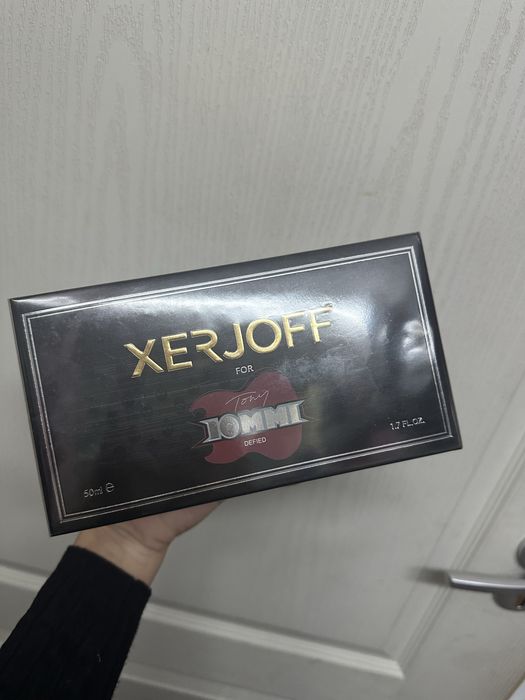 XERJOFF
FOR
Tony
IOMMI
DEFIED
1.7 FL.OZ.
50ml ℮